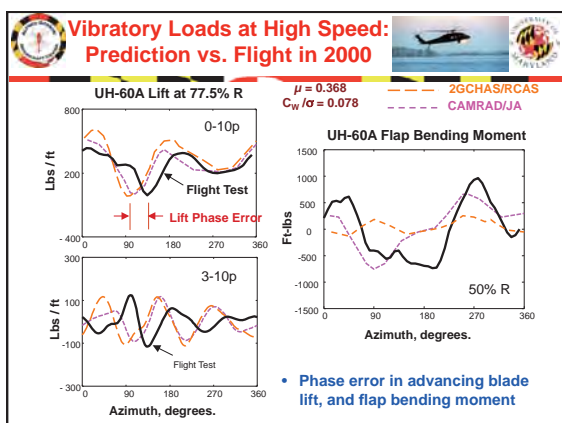 Vibratory Loads at High Speed:
Prediction vs. Flight in 2000
UNIVERSITY OF
MARYLAND
UH-60A Lift at 77.5% R
μ = 0.368
C_W/σ = 0.078
2GCHAS/RCAS
CAMRAD/JA
800
200
-400
Lbs / ft
0-10p
Flight Test
Lift Phase Error
0 90 180 270 360
300
100
-100
- 300
Lbs / ft
3-10p
Flight Test
0 90 180 270 360
Azimuth, degrees.
UH-60A Flap Bending Moment
1500
1000
500
0
-500
-1000
-1500
Ft-lbs
50% R
0 90 180 270 360
Azimuth, degrees.
• Phase error in advancing blade
lift, and flap bending moment